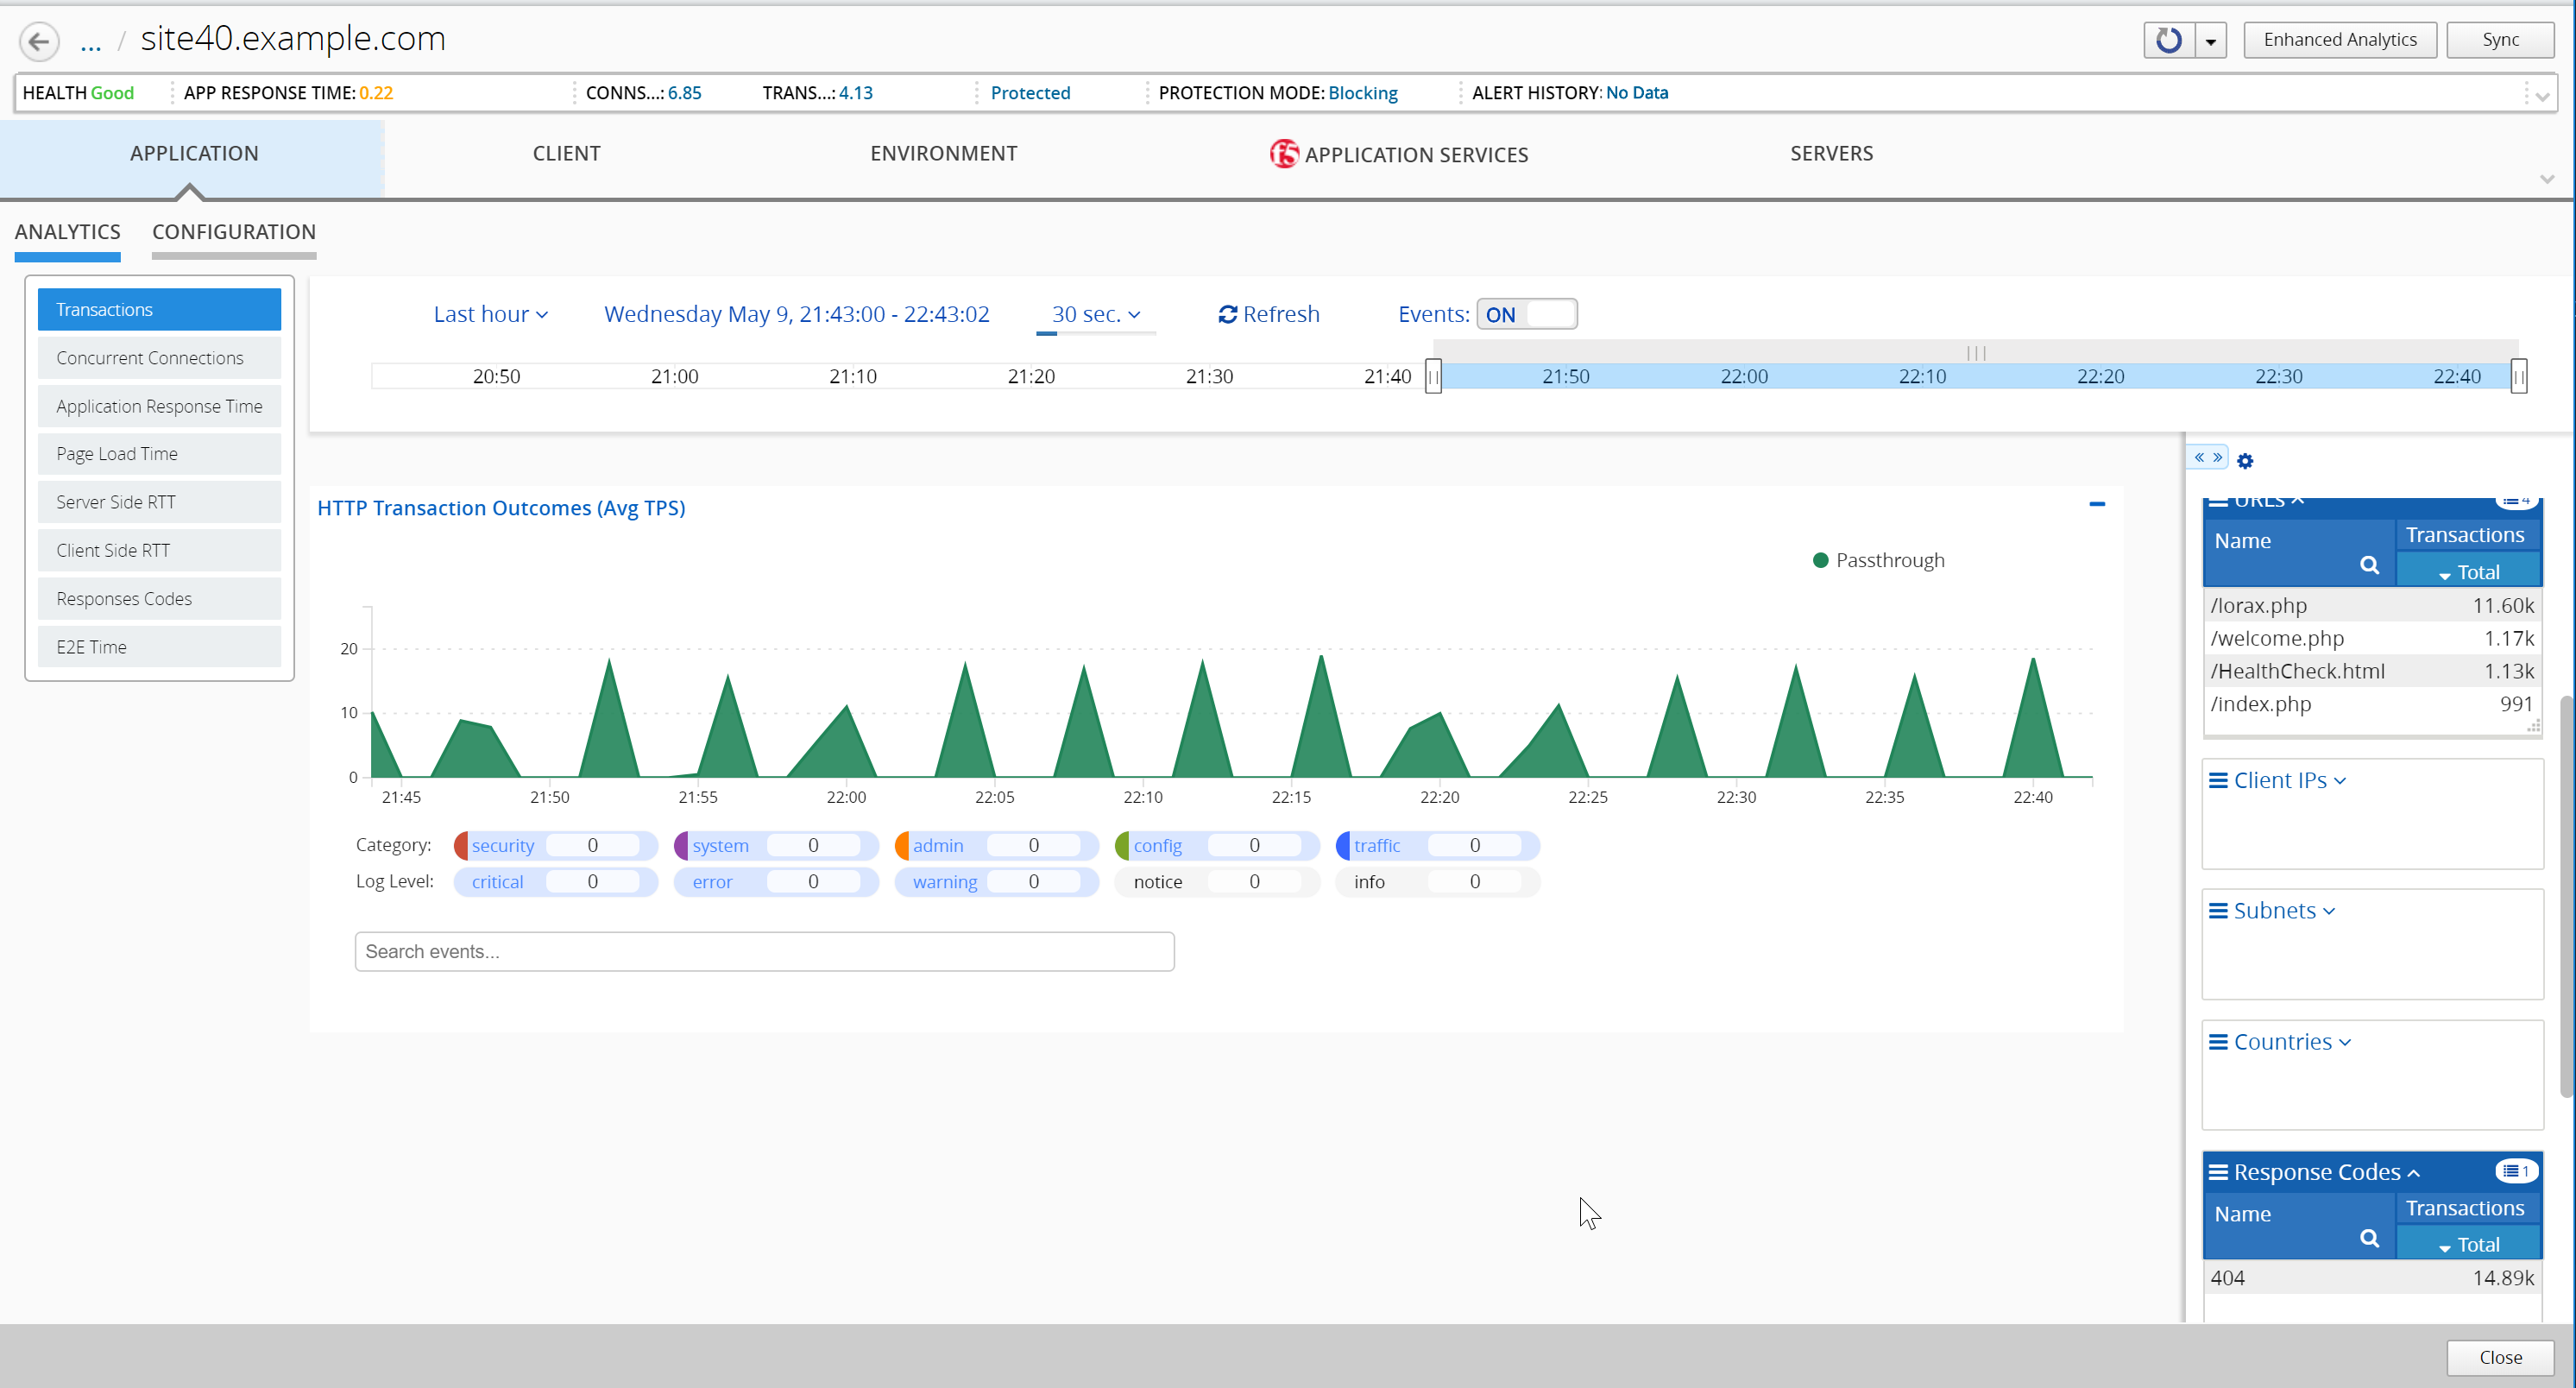 ... / site40.example.com
Enhanced Analytics
Sync
HEALTH Good
APP RESPONSE TIME: 0.22
CONNS...: 6.85
TRANS...: 4.13
Protected
PROTECTION MODE: Blocking
ALERT HISTORY: No Data
APPLICATION
CLIENT
ENVIRONMENT
f5 APPLICATION SERVICES
SERVERS
ANALYTICS
CONFIGURATION
Transactions
Concurrent Connections
Application Response Time
Page Load Time
Server Side RTT
Client Side RTT
Responses Codes
E2E Time
Last hour
Wednesday May 9, 21:43:00 - 22:43:02
30 sec.
Refresh
Events: ON
20:50 21:00 21:10 21:20 21:30 21:40 21:50 22:00 22:10 22:20 22:30 22:40
HTTP Transaction Outcomes (Avg TPS)
Passthrough
20
10
0
21:45 21:50 21:55 22:00 22:05 22:10 22:15 22:20 22:25 22:30 22:35 22:40
Category: security 0 system 0 admin 0 config 0 traffic 0
Log Level: critical 0 error 0 warning 0 notice 0 info 0
Search events...
URLs 4
Name Transactions
Total
/lorax.php 11.60k
/welcome.php 1.17k
/HealthCheck.html 1.13k
/index.php 991
Client IPs
Subnets
Countries
Response Codes 1
Name Transactions
Total
404 14.89k
Close